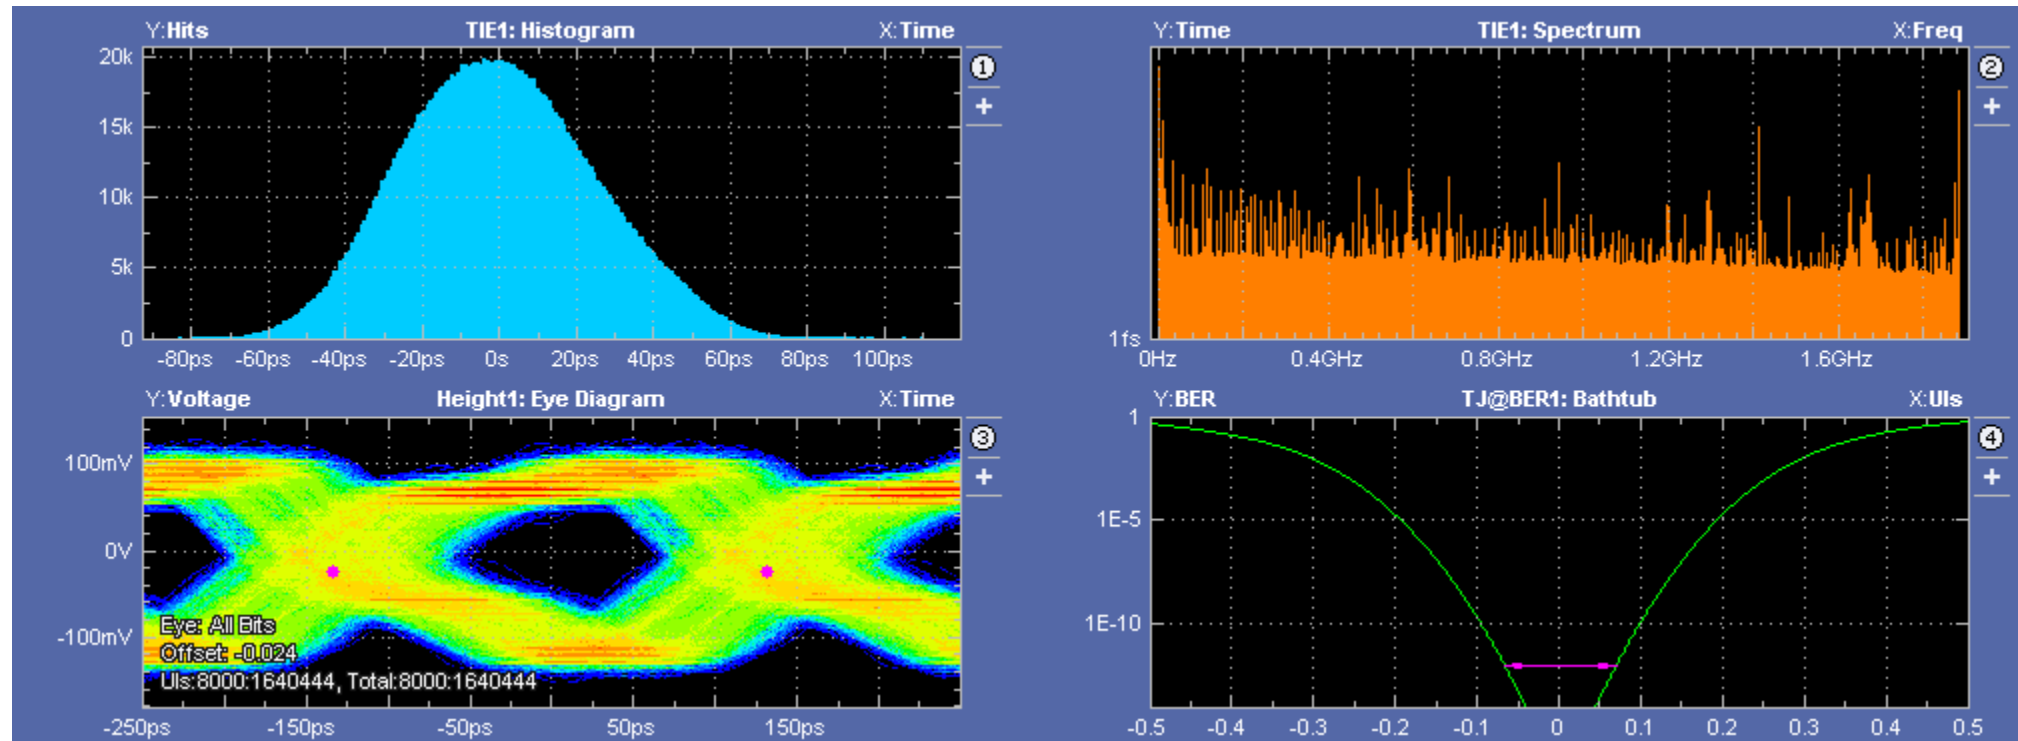 Y:Hits TIE1: Histogram X:Time
20k
15k
10k
5k
0
-80ps -60ps -40ps -20ps 0s 20ps 40ps 60ps 80ps 100ps
1
+
Y:Time TIE1: Spectrum X:Freq
1fs
0Hz 0.4GHz 0.8GHz 1.2GHz 1.6GHz
2
+
Y:Voltage Height1: Eye Diagram X:Time
100mV
0V
-100mV
Eye: All Bits
Offset: -0.024
UIs:8000:1640444, Total:8000:1640444
-250ps -150ps -50ps 50ps 150ps
3
+
Y:BER TJ@BER1: Bathtub X:UIs
1
1E-5
1E-10
-0.5 -0.4 -0.3 -0.2 -0.1 0 0.1 0.2 0.3 0.4 0.5
4
+